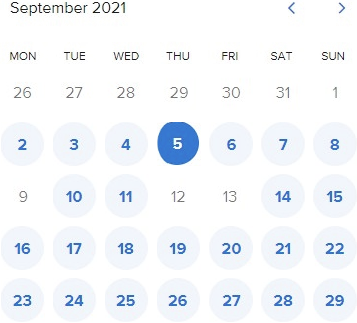 September 2021
MON TUE WED THU FRI SAT SUN
26 27 28 29 30 31 1
2 3 4 5 6 7 8
9 10 11 12 13 14 15
16 17 18 19 20 21 22
23 24 25 26 27 28 29